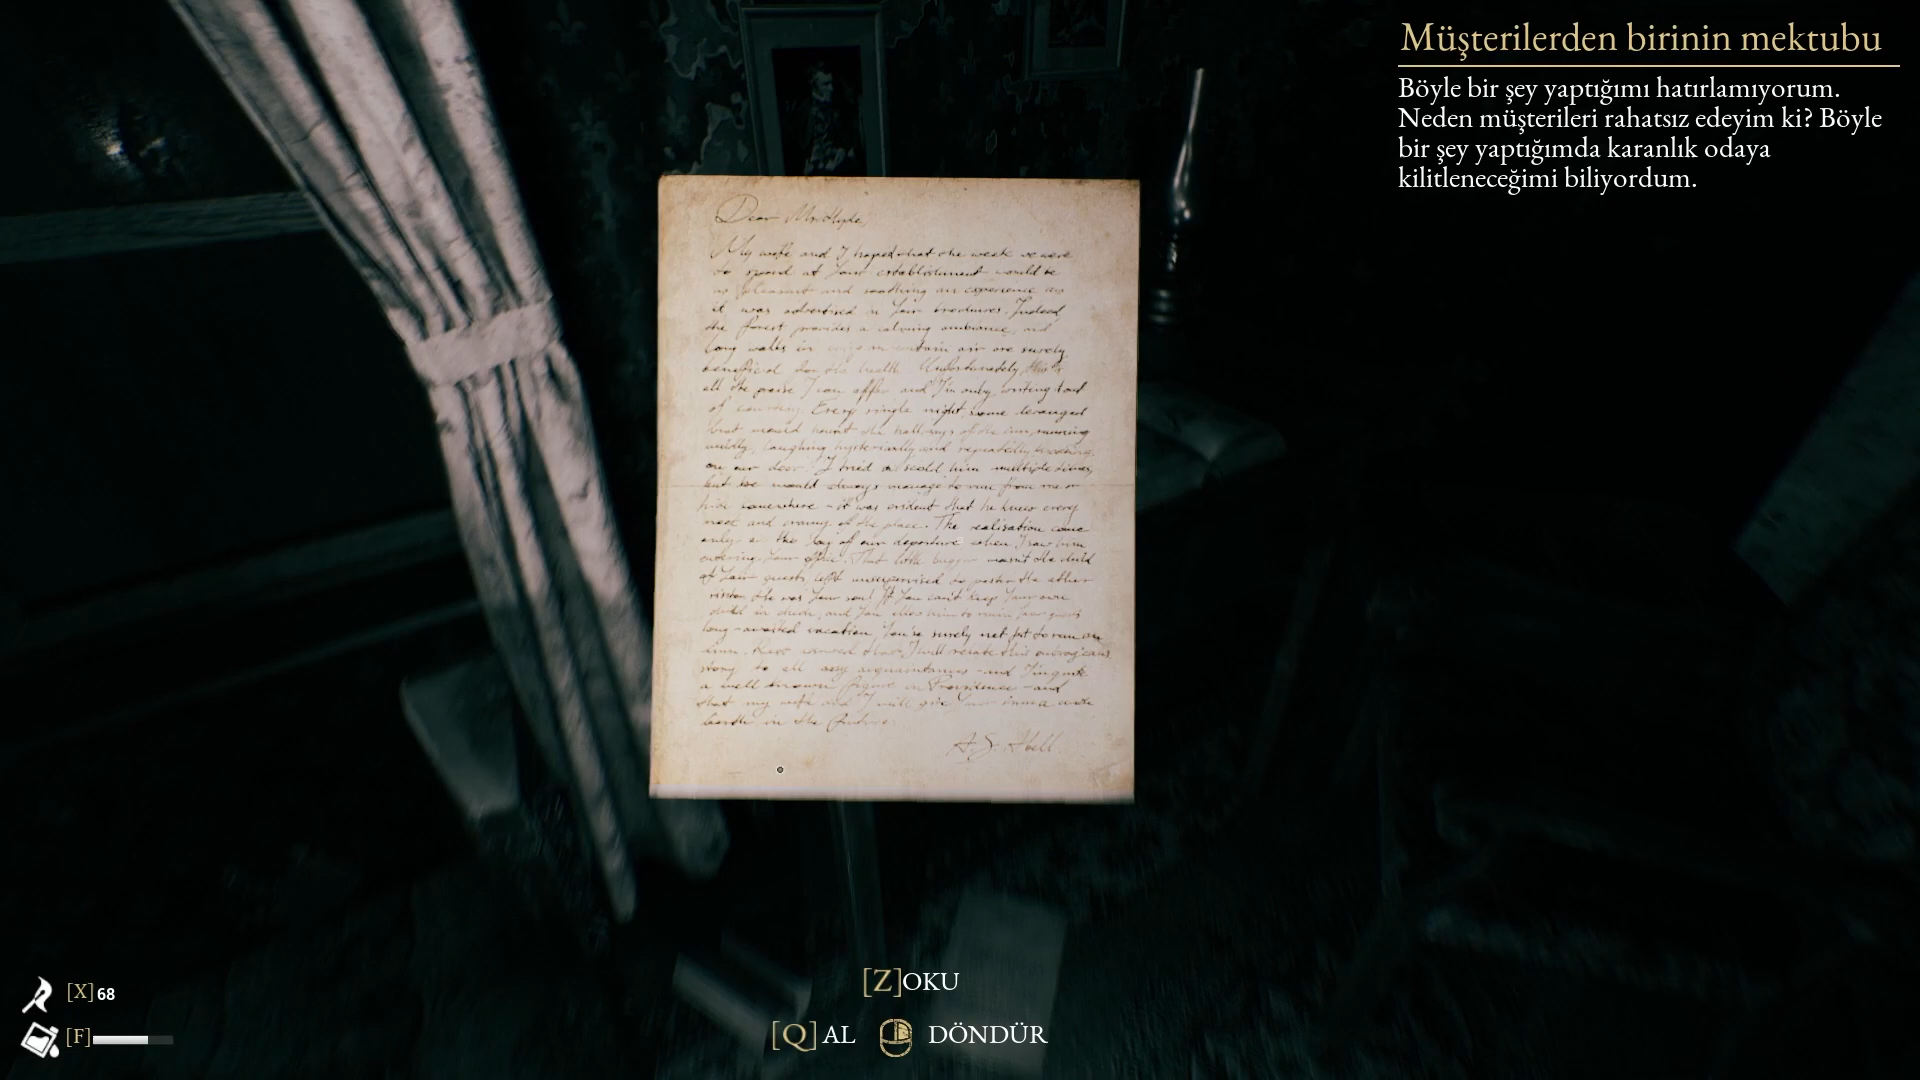 Müşterilerden birinin mektubu
Böyle bir şey yaptığımı hatırlamıyorum.
Neden müşterileri rahatsız edeyim ki? Böyle
bir şey yaptığımda karanlık odaya
kilitleneceğimi biliyordum.
Dear Mr. Hyde,
My wife and I hoped that the week we were
to spend at your establishment would be
as pleasant and soothing an experience as
it was advertised in your brochures. Indeed,
the forest provides a calming ambiance, and
long walks in mountain air are surely
beneficial for the health. Unfortunately, this is
all the praise I can offer and I'm only writing out
of courtesy. Every single night, some deranged
brat would haunt the hallways of the inn, running
wildly, laughing hysterically and repeatedly knocking
on our door. I tried to scold him multiple times,
but he would always manage to run from me or
hide somewhere - it was evident that he knew every
nook and cranny of the place. The realisation came
only on the day of our departure when I saw him
entering your office. That little bugger wasn't the child
of your guests left unsupervised to pester the other
visitors. He was your son! If you can't keep your own
child in check, and you allow him to ruin your guests'
long-awaited vacation, you're surely not fit to run an
inn. Rest assured that I will relate this outrageous
story to all my acquaintances - and I'm quite
a well known figure in Providence - and
that my wife and I will give your inn a wide
berth in the future.
A. S. Abell
[Z]OKU
[Q] AL DÖNDÜR
[X] 68
[F]